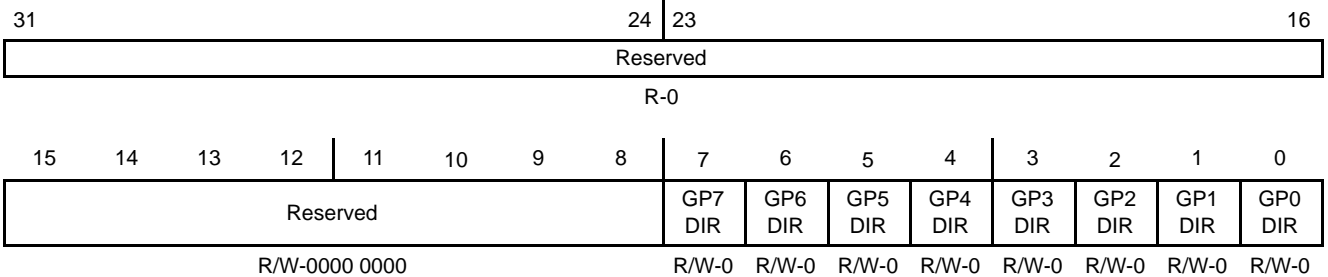 31 24 23 16
Reserved
R-0
15 14 13 12 11 10 9 8 7 6 5 4 3 2 1 0
Reserved GP7 DIR GP6 DIR GP5 DIR GP4 DIR GP3 DIR GP2 DIR GP1 DIR GP0 DIR
R/W-0000 0000 R/W-0 R/W-0 R/W-0 R/W-0 R/W-0 R/W-0 R/W-0 R/W-0